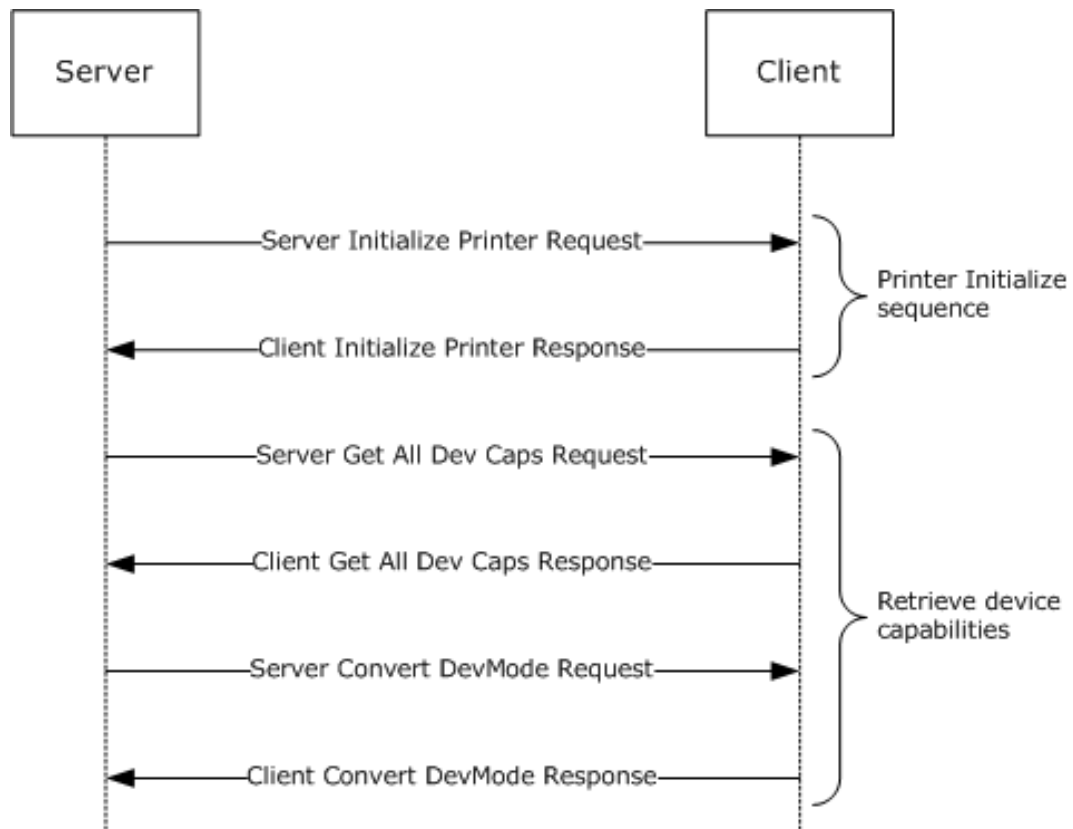 Server
Client
Server Initialize Printer Request
Printer Initialize
sequence
Client Initialize Printer Response
Server Get All Dev Caps Request
Client Get All Dev Caps Response
Retrieve device
capabilities
Server Convert DevMode Request
Client Convert DevMode Response